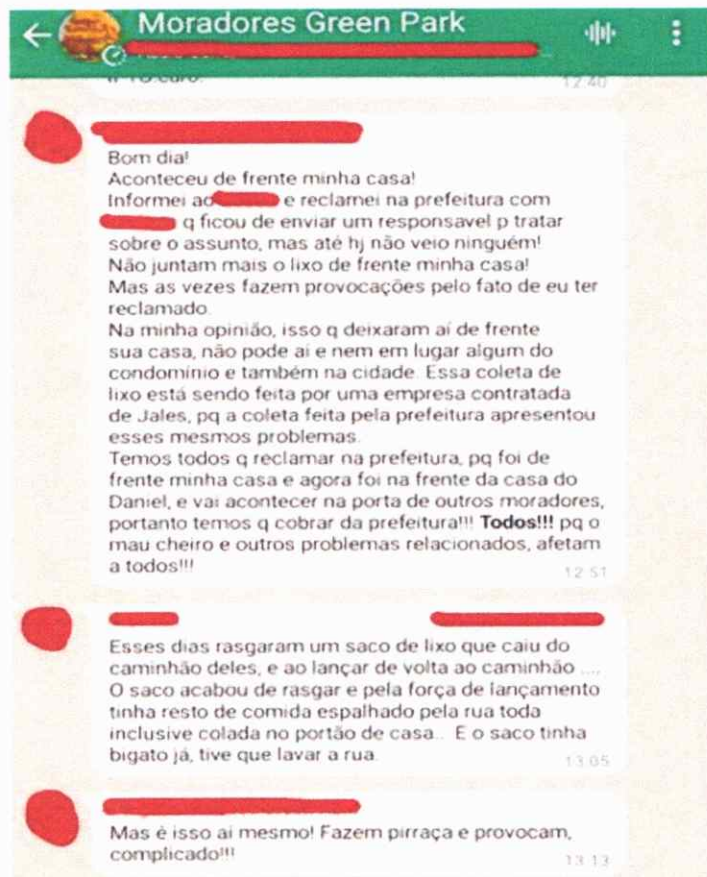 Moradores Green Park
12:40
Bom dia!
Aconteceu de frente minha casa!
Informei ao e reclamei na prefeitura com
q ficou de enviar um responsavel p tratar
sobre o assunto, mas até hj não veio ninguém!
Não juntam mais o lixo de frente minha casa!
Mas as vezes fazem provocações pelo fato de eu ter
reclamado.
Na minha opinião, isso q deixaram aí de frente
sua casa, não pode aí e nem em lugar algum do
condomínio e também na cidade. Essa coleta de
lixo está sendo feita por uma empresa contratada
de Jales, pq a coleta feita pela prefeitura apresentou
esses mesmos problemas.
Temos todos q reclamar na prefeitura, pq foi de
frente minha casa e agora foi na frente da casa do
Daniel, e vai acontecer na porta de outros moradores,
portanto temos q cobrar da prefeitura!!! Todos!!! pq o
mau cheiro e outros problemas relacionados, afetam
a todos!!!
12:51
Esses dias rasgaram um saco de lixo que caiu do
caminhão deles, e ao lançar de volta ao caminhão ....
O saco acabou de rasgar e pela força de lançamento
tinha resto de comida espalhado pela rua toda
inclusive colada no portão de casa.. E o saco tinha
bigato já, tive que lavar a rua.
13:05
Mas é isso aí mesmo! Fazem pirraça e provocam,
complicado!!!
13:13